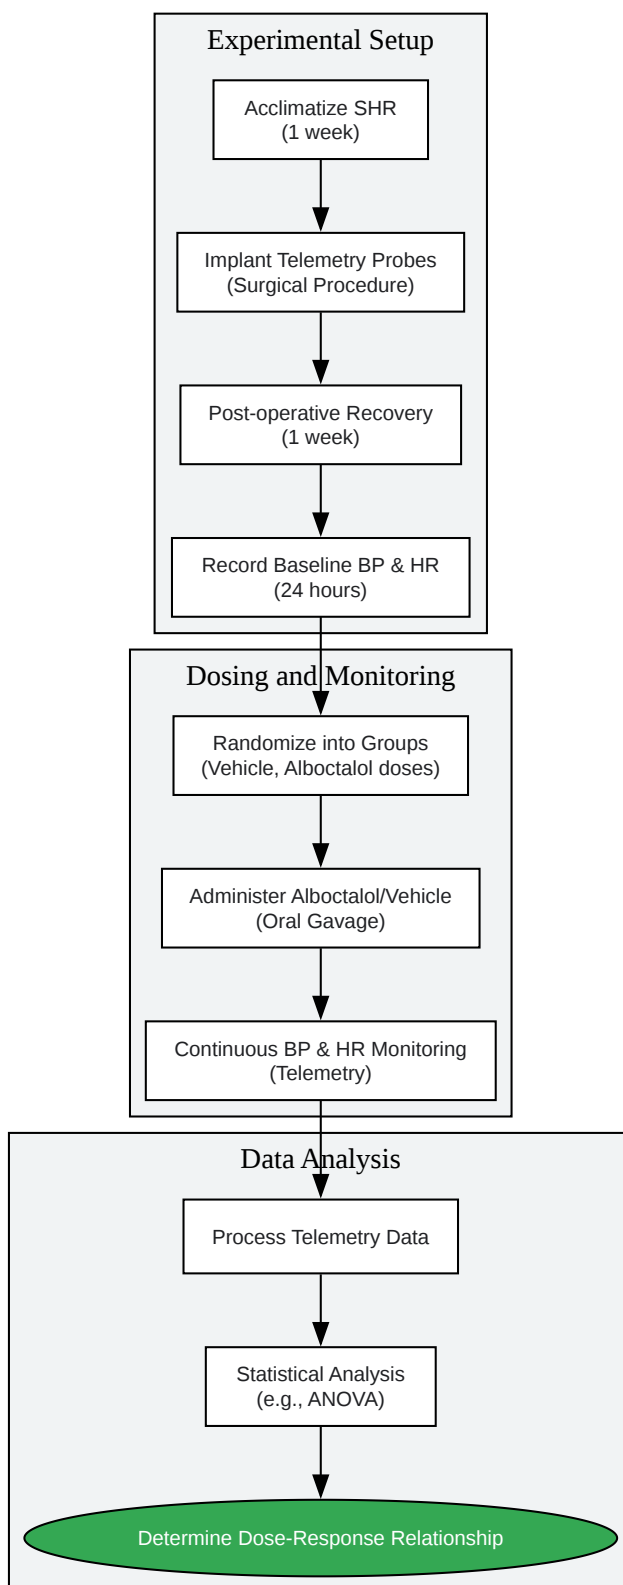 Experimental Setup
Acclimatize SHR
(1 week)
Implant Telemetry Probes
(Surgical Procedure)
Post-operative Recovery
(1 week)
Record Baseline BP & HR
(24 hours)
Dosing and Monitoring
Randomize into Groups
(Vehicle, Alboctalol doses)
Administer Alboctalol/Vehicle
(Oral Gavage)
Continuous BP & HR Monitoring
(Telemetry)
Data Analysis
Process Telemetry Data
Statistical Analysis
(e.g., ANOVA)
Determine Dose-Response Relationship